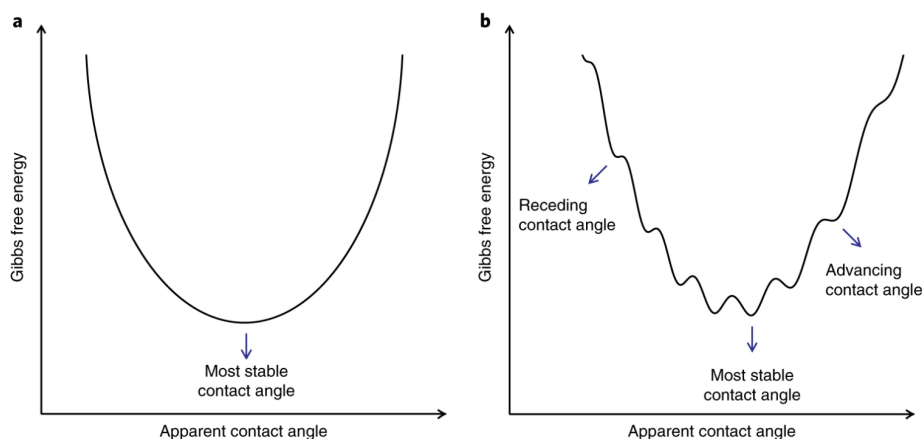 a
Gibbs free energy
Most stable
contact angle
Apparent contact angle
b
Gibbs free energy
Receding
contact angle
Advancing
contact angle
Most stable
contact angle
Apparent contact angle